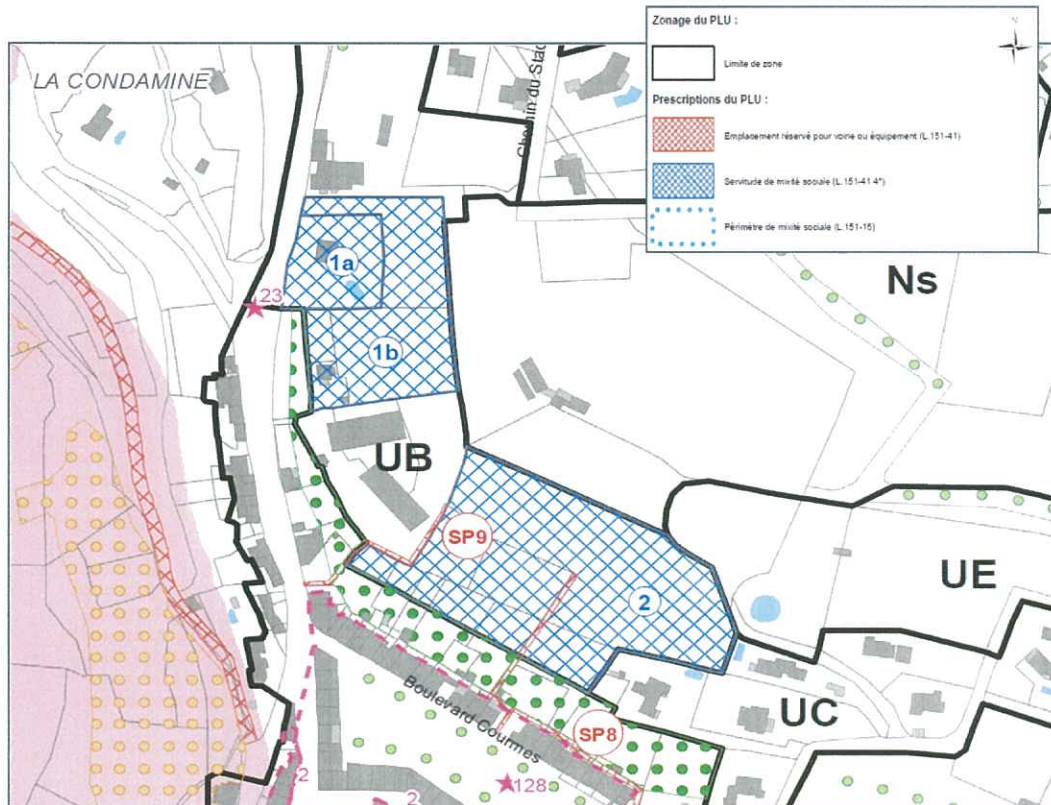 Zonage du PLU :
Limite de zone
Prescriptions du PLU :
Emplacement réservé pour voirie ou équipement (L.151-41)
Servitude de mixité sociale (L.151-41 4°)
Périmètre de mixité sociale (L.151-15)
LA CONDAMINE
Chemin du Stad
1a
23
Ns
1b
UB
SP9
2
UE
UC
Boulevard Courmes
SP8
2
128
2